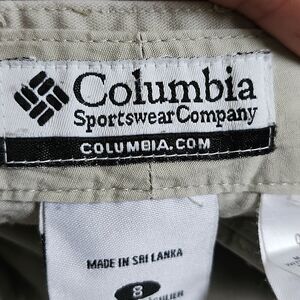 Columbia
Sportswear Company
COLUMBIA.COM
MADE IN SRI LANKA
8